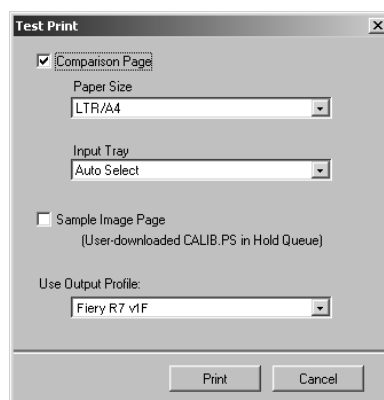 Test Print
Comparison Page
Paper Size
LTR/A4
Input Tray
Auto Select
Sample Image Page
(User-downloaded CALIB.PS in Hold Queue)
Use Output Profile:
Fiery R7 v1F
Print Cancel